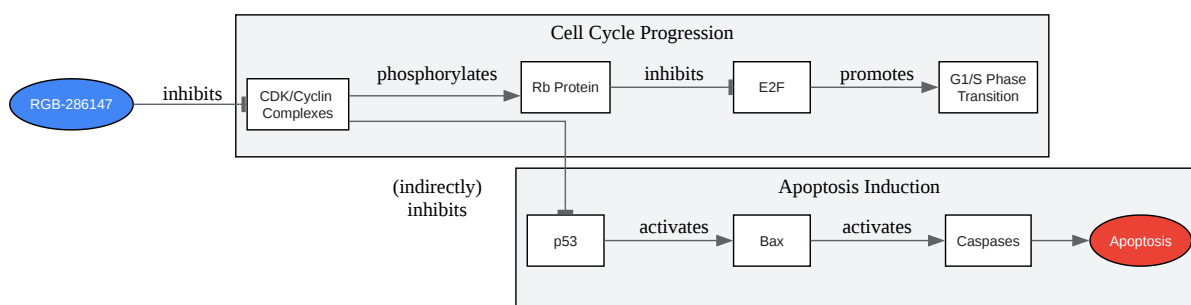 Cell Cycle Progression
RGB-286147
inhibits
CDK/Cyclin
Complexes
phosphorylates
Rb Protein
inhibits
E2F
promotes
G1/S Phase
Transition
(indirectly)
inhibits
Apoptosis Induction
p53
activates
Bax
activates
Caspases
Apoptosis